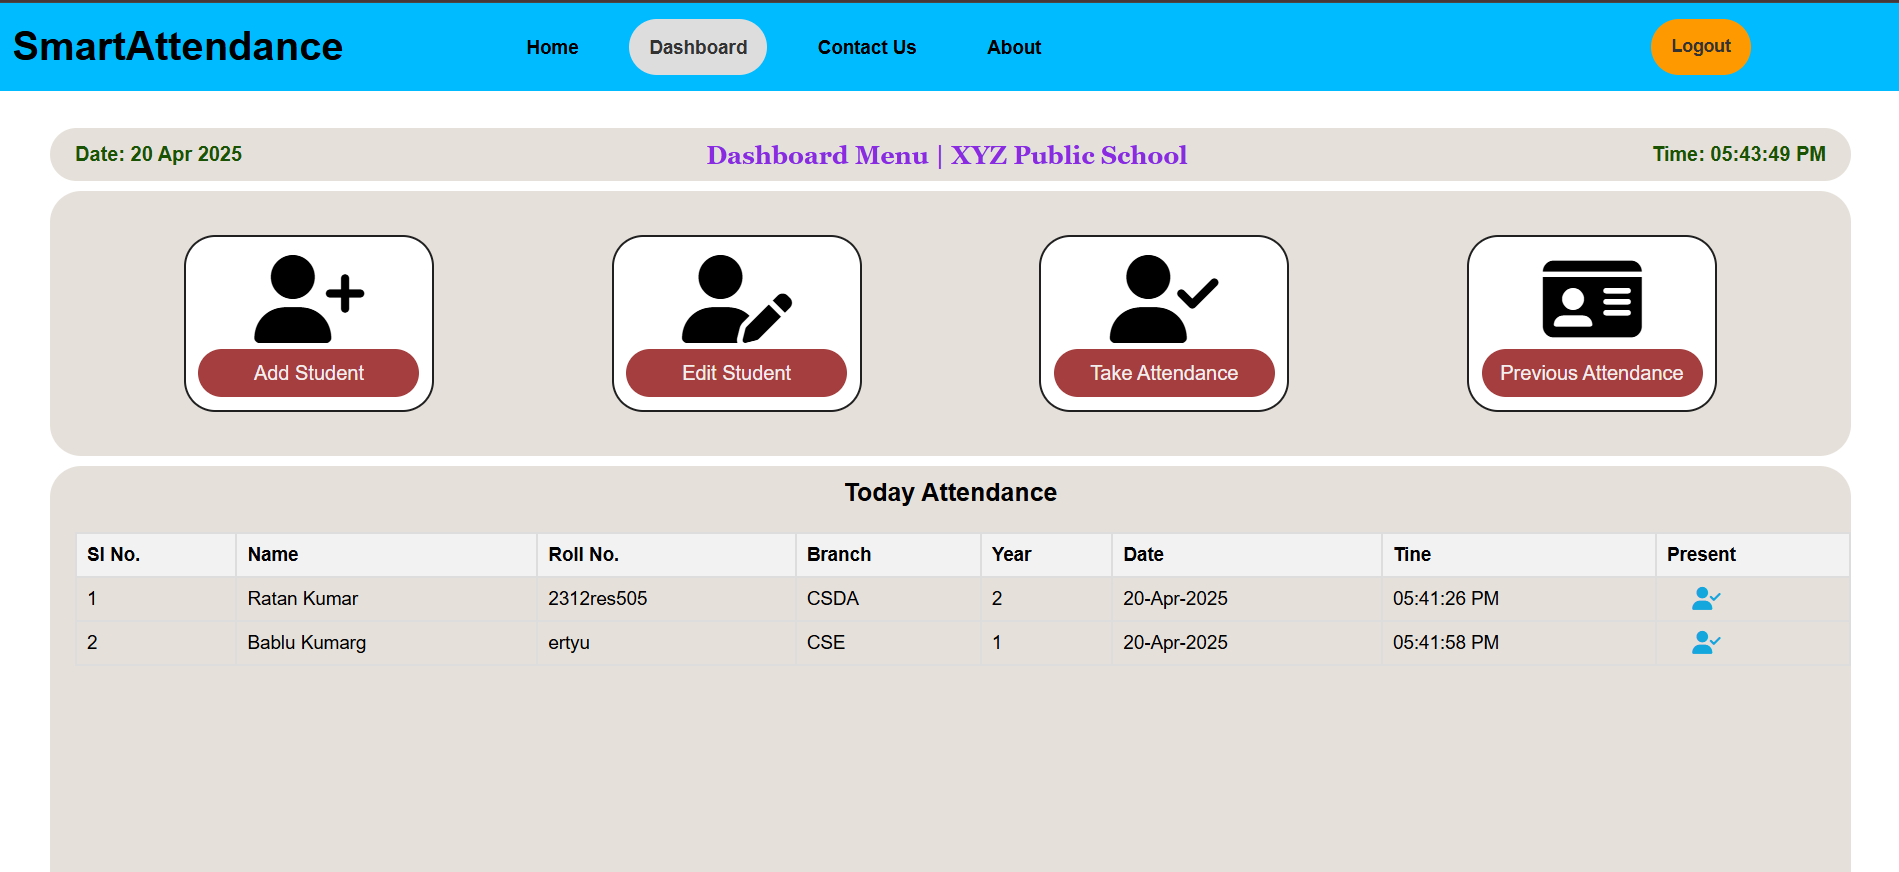 SmartAttendance Home Dashboard Contact Us About Logout
Date: 20 Apr 2025 Dashboard Menu | XYZ Public School Time: 05:43:49 PM
Add Student Edit Student Take Attendance Previous Attendance
Today Attendance
SI No. Name Roll No. Branch Year Date Tine Present
1 Ratan Kumar 2312res505 CSDA 2 20-Apr-2025 05:41:26 PM
2 Bablu Kumarg ertyu CSE 1 20-Apr-2025 05:41:58 PM